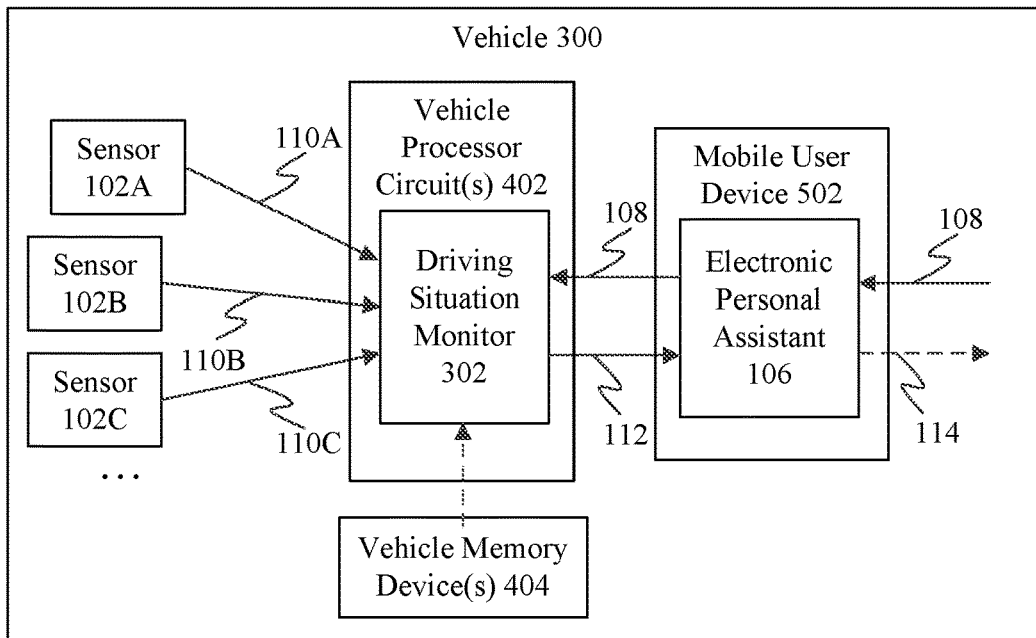 Vehicle 300
Sensor
102A
110A
Sensor
102B
110B
Sensor
102C
110C
...
Vehicle
Processor
Circuit(s) 402
Driving
Situation
Monitor
302
Vehicle Memory
Device(s) 404
108
112
Mobile User
Device 502
Electronic
Personal
Assistant
106
108
114